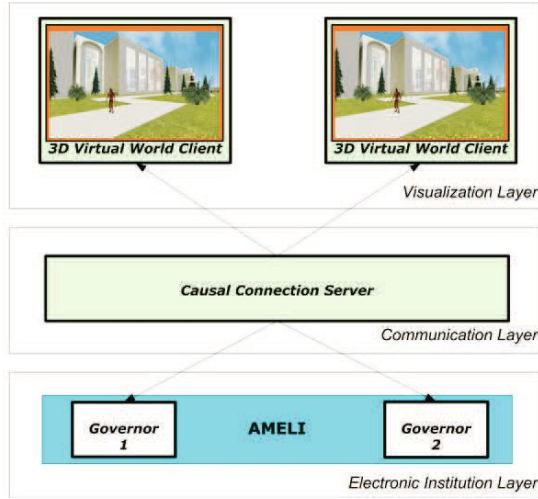 3D Virtual World Client
3D Virtual World Client
Visualization Layer
Causal Connection Server
Communication Layer
Governor
1
AMELI
Governor
2
Electronic Institution Layer